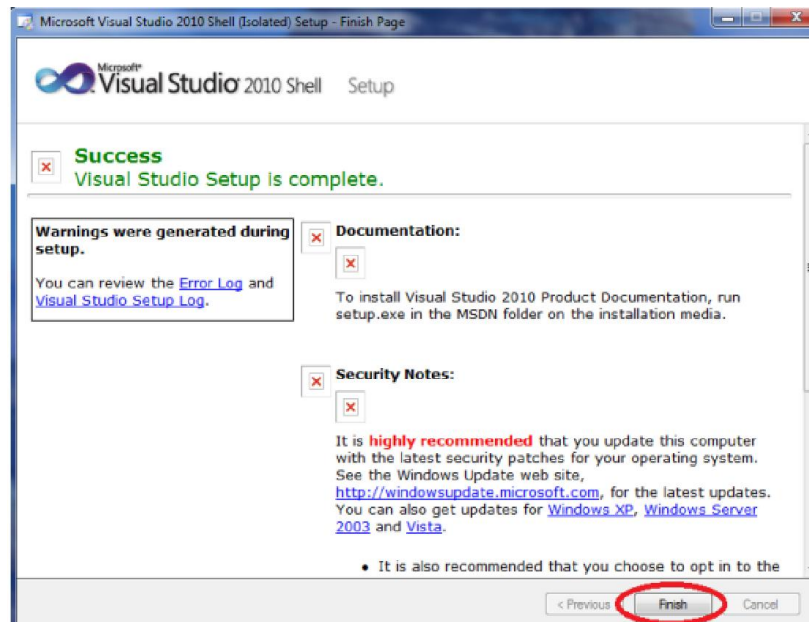 Microsoft Visual Studio 2010 Shell (Isolated) Setup - Finish Page
Microsoft
Visual Studio 2010 Shell Setup
Success
Visual Studio Setup is complete.
Warnings were generated during
setup.
You can review the Error Log and
Visual Studio Setup Log.
Documentation:
To install Visual Studio 2010 Product Documentation, run
setup.exe in the MSDN folder on the installation media.
Security Notes:
It is highly recommended that you update this computer
with the latest security patches for your operating system.
See the Windows Update web site,
http://windowsupdate.microsoft.com, for the latest updates.
You can also get updates for Windows XP, Windows Server
2003 and Vista.
• It is also recommended that you choose to opt in to the
< Previous Finish Cancel